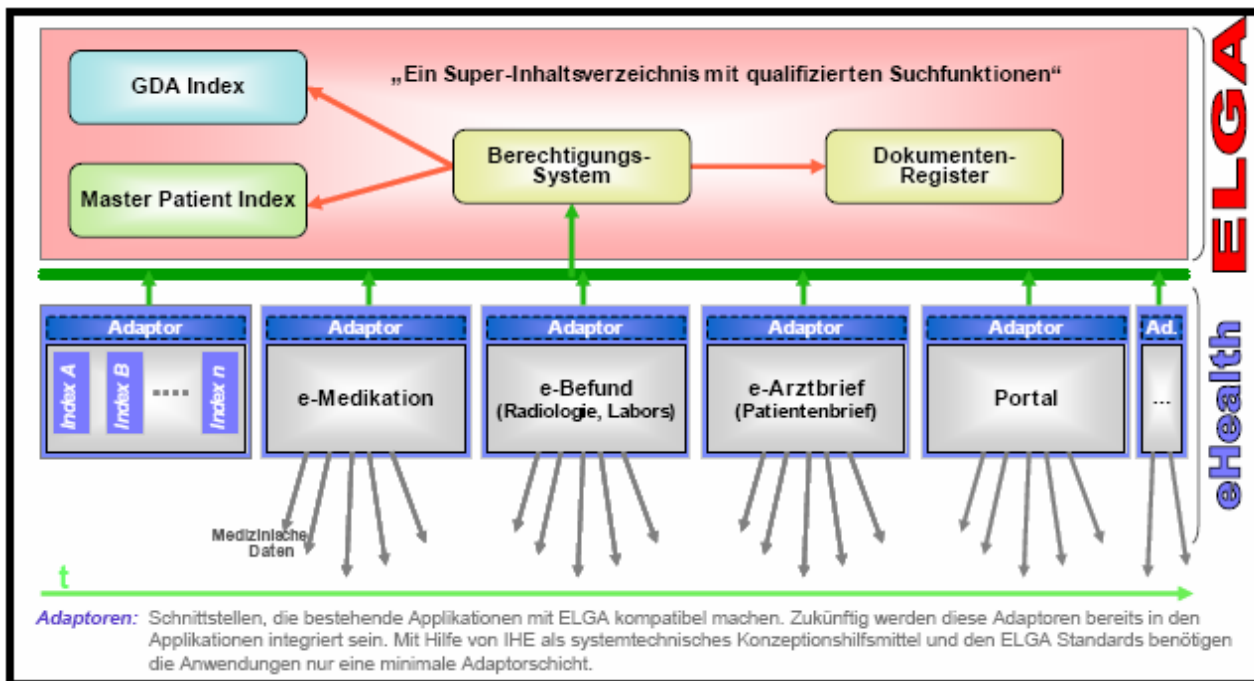 GDA Index
„Ein Super-Inhaltsverzeichnis mit qualifizierten Suchfunktionen“
Master Patient Index
Berechtigungs-
System
Dokumenten-
Register
ELGA
Adaptor
Index A
Index B
....
Index n
Adaptor
e-Medikation
Adaptor
e-Befund
(Radiologie, Labors)
Adaptor
e-Arztbrief
(Patientenbrief)
Adaptor
Portal
Ad.
...
eHealth
Medizinische
Daten
t
Adaptoren: Schnittstellen, die bestehende Applikationen mit ELGA kompatibel machen. Zukünftig werden diese Adaptoren bereits in den
Applikationen integriert sein. Mit Hilfe von IHE als systemtechnisches Konzeptionshilfsmittel und den ELGA Standards benötigen
die Anwendungen nur eine minimale Adaptorschicht.